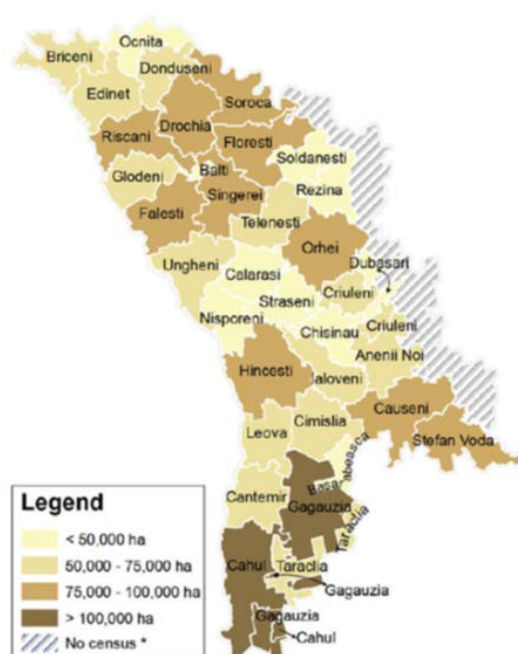 Ocnita
Briceni
Donduseni
Edinet
Soroca
Drochia
Riscani
Floresti
Soldanesti
Glodeni
Balti
Rezina
Singerei
Falesti
Telenesti
Orhei
Dubasari
Ungheni
Calarasi
Criuleni
Straseni
Nisporeni
Chisinau
Criuleni
Anenii Noi
Hincesti
Ialoveni
Causeni
Cimislia
Stefan Voda
Leova
Basarabeasca
Cantemir
Gagauzia
Taraclia
Cahul
Taraclia
Gagauzia
Gagauzia
Cahul
Legend
< 50,000 ha
50,000 - 75,000 ha
75,000 - 100,000 ha
> 100,000 ha
No census *